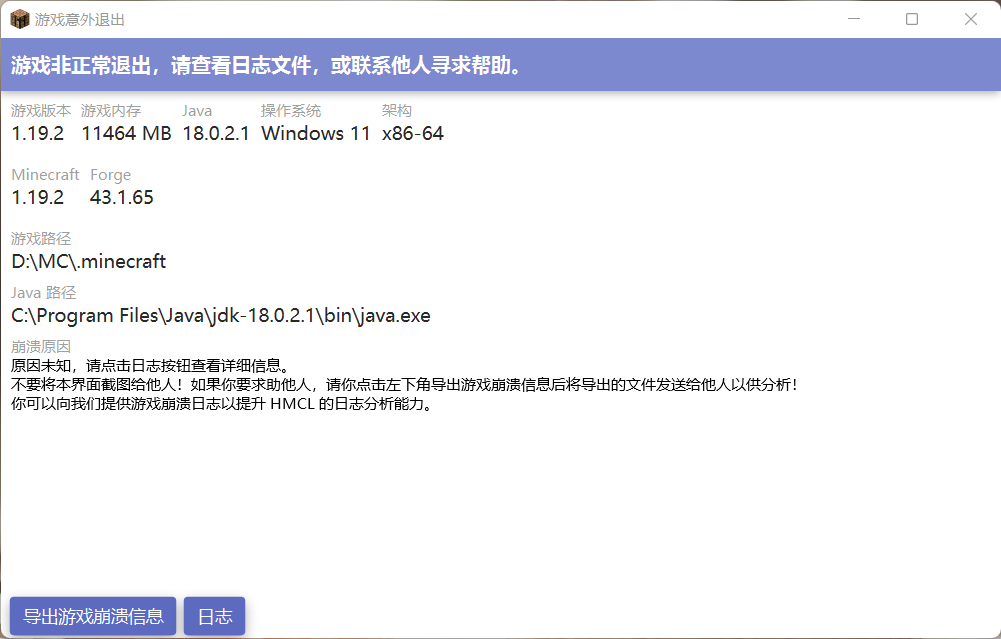 游戏意外退出
游戏非正常退出，请查看日志文件，或联系他人寻求帮助。
游戏版本 游戏内存 Java 操作系统 架构
1.19.2 11464 MB 18.0.2.1 Windows 11 x86-64
Minecraft Forge
1.19.2 43.1.65
游戏路径
D:\MC\.minecraft
Java 路径
C:\Program Files\Java\jdk-18.0.2.1\bin\java.exe
崩溃原因
原因未知，请点击日志按钮查看详细信息。
不要将本界面截图给他人！如果你要求助他人，请你点击左下角导出游戏崩溃信息后将导出的文件发送给他人以供分析！
你可以向我们提供游戏崩溃日志以提升 HMCL 的日志分析能力。
导出游戏崩溃信息 日志